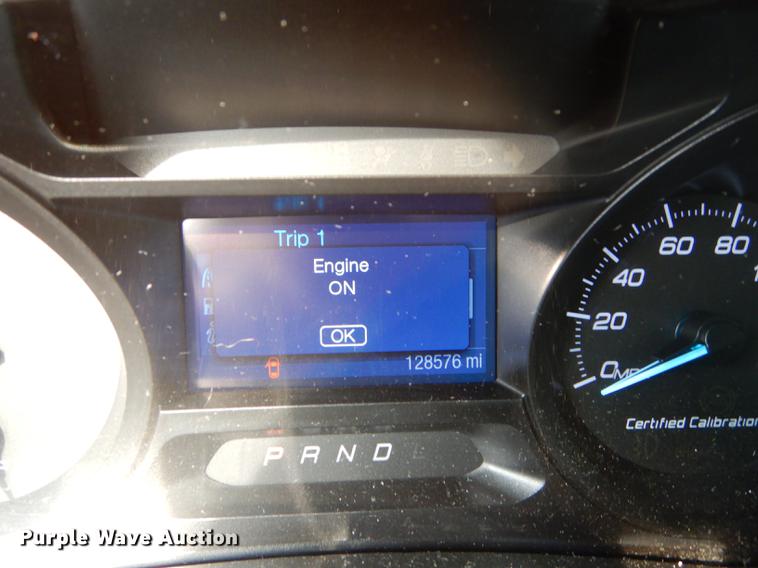 Trip 1
Engine
ON
OK
128576 mi
P R N D
0
20
40
60
80
Certified Calibration
Purple Wave Auction